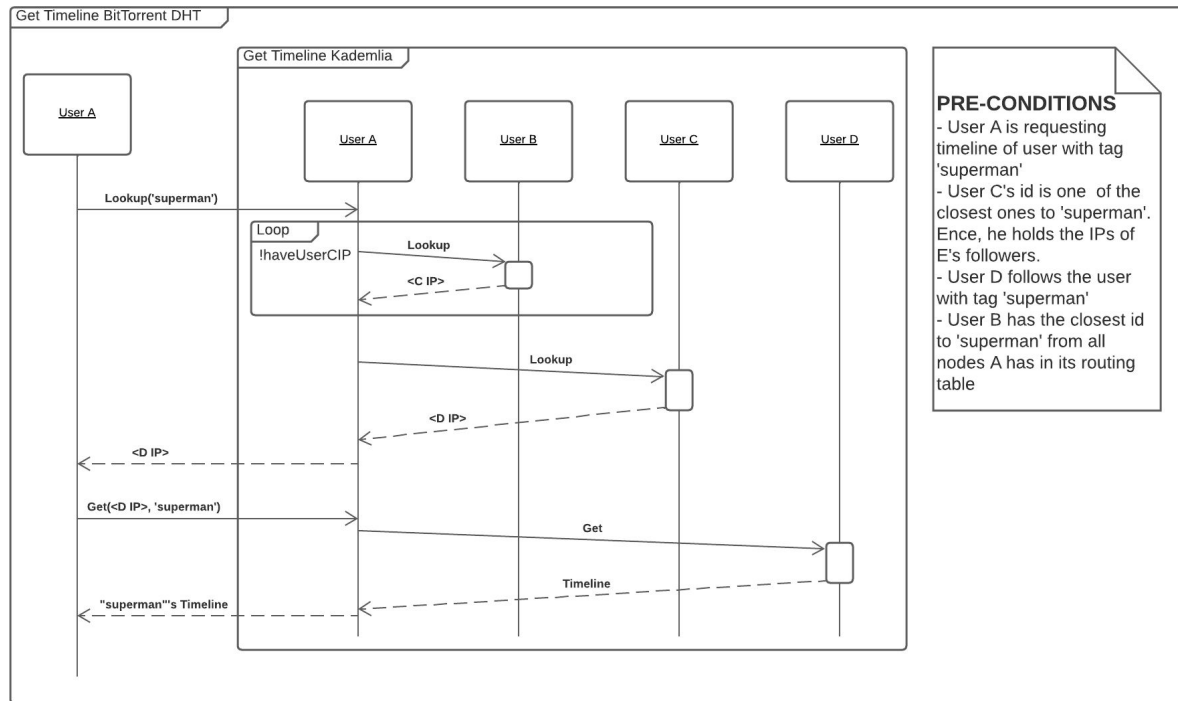 Get Timeline BitTorrent DHT
Get Timeline Kademlia
User A
User A
User B
User C
User D
Lookup('superman')
Loop
!haveUserCIP
Lookup
<C IP>
Lookup
<D IP>
<D IP>
Get(<D IP>, 'superman')
Get
Timeline
"superman"'s Timeline
PRE-CONDITIONS
- User A is requesting
timeline of user with tag
'superman'
- User C's id is one  of the
closest ones to 'superman'.
Ence, he holds the IPs of
E's followers.
- User D follows the user
with tag 'superman'
- User B has the closest id
to 'superman' from all
nodes A has in its routing
table